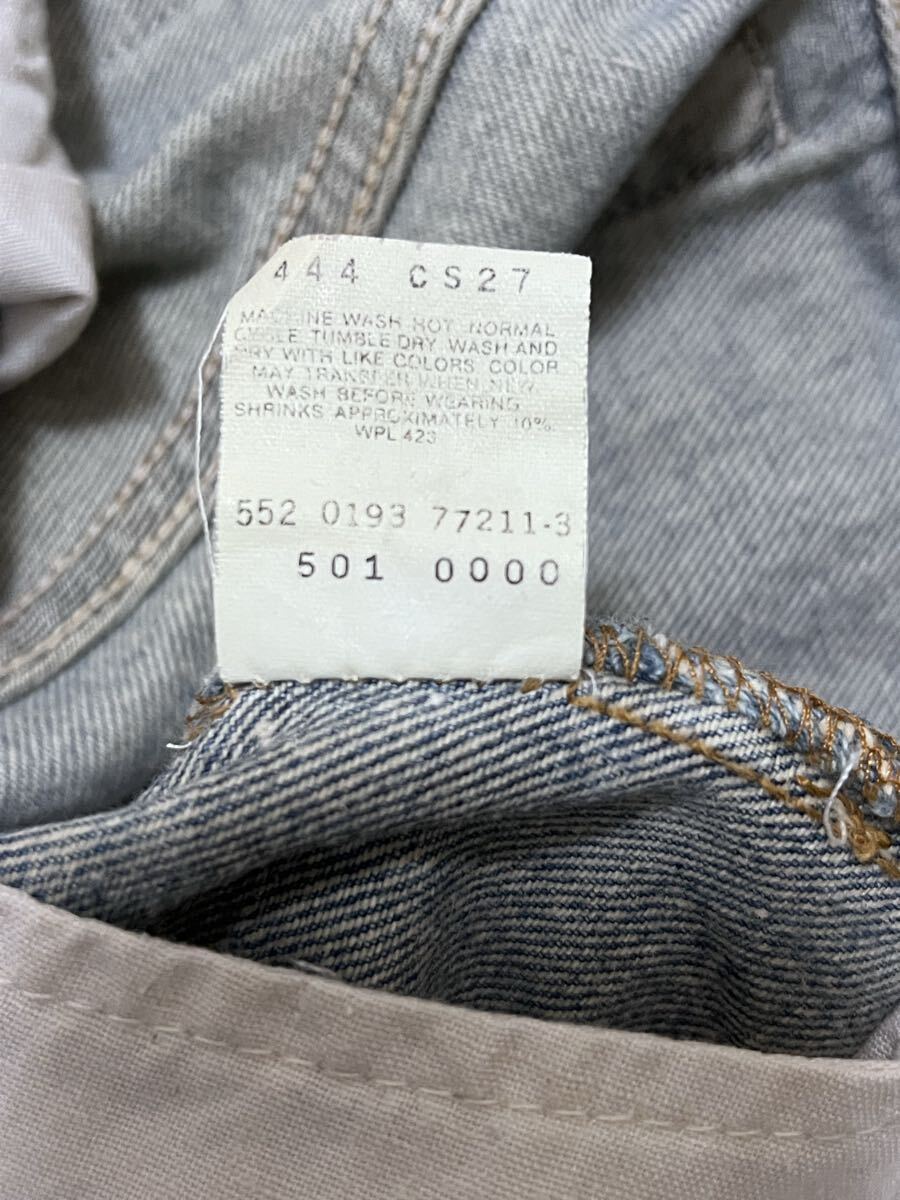 444 CS27
MACHINE WASH HOT NORMAL
CYCLE TUMBLE DRY WASH AND
DRY WITH LIKE COLORS COLOR
MAY TRANSFER WHEN NEW
WASH BEFORE WEARING
SHRINKS APPROXIMATELY 10%
WPL 423
552 0193 77211-3
501 0000